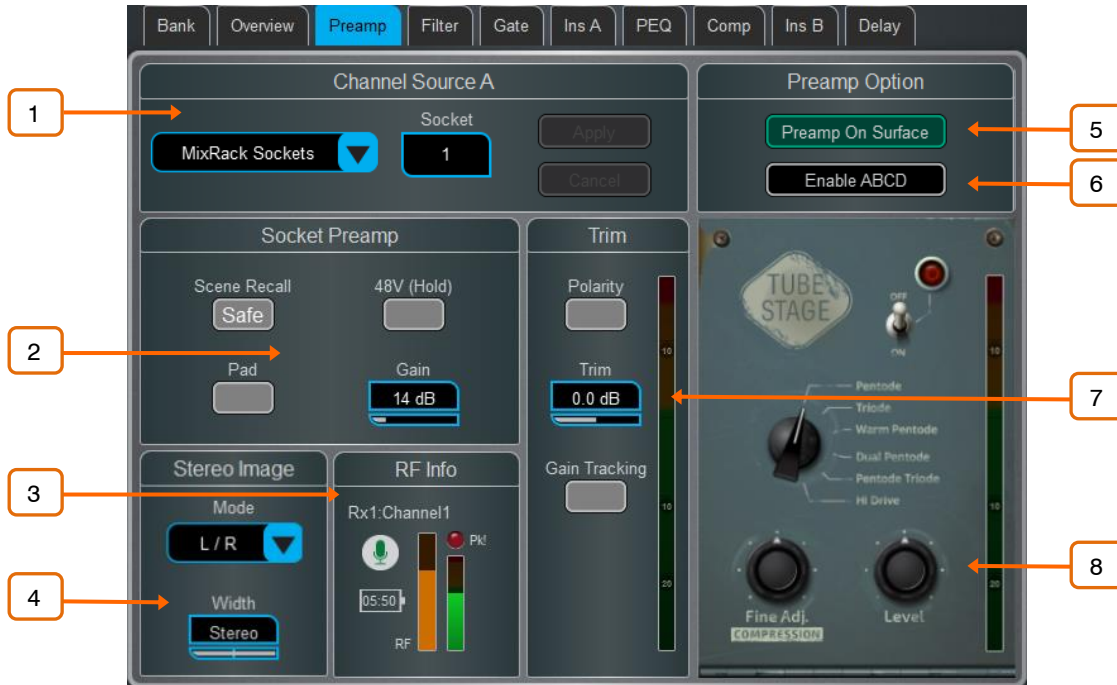 Bank Overview Preamp Filter Gate Ins A PEQ Comp Ins B Delay
Channel Source A
Socket
MixRack Sockets
1
Apply
Cancel
Preamp Option
Preamp On Surface
Enable ABCD
Socket Preamp
Scene Recall
Safe
48V (Hold)
Pad
Gain
14 dB
Trim
Polarity
Trim
0.0 dB
Gain Tracking
10
10
20
Stereo Image
Mode
L / R
Width
Stereo
RF Info
Rx1:Channel1
Pk!
05:50
RF
TUBE
STAGE
OFF
ON
Pentode
Triode
Warm Pentode
Dual Pentode
Pentode Triode
Hi Drive
Fine Adj.
COMPRESSION
Level
10
10
20
1
2
3
4
5
6
7
8